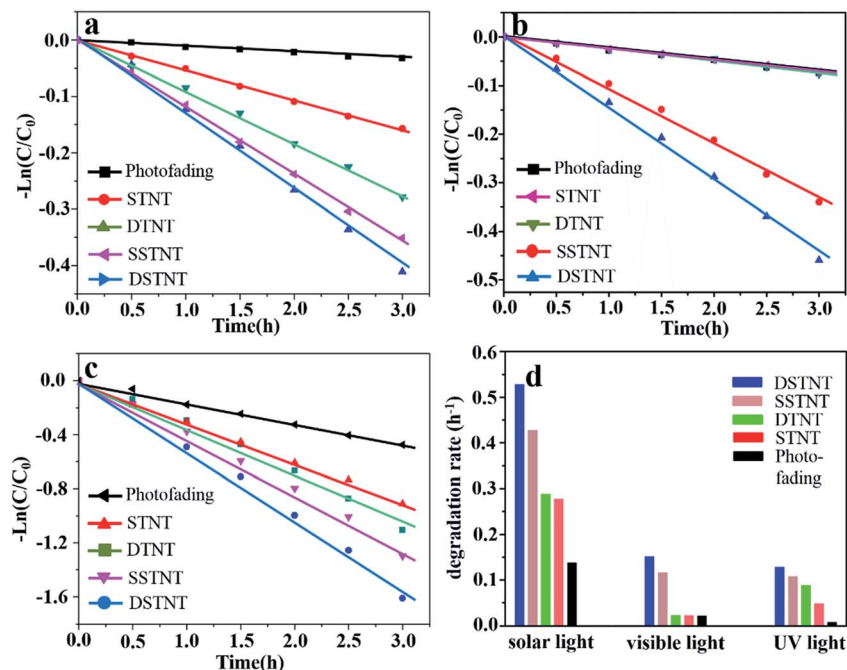 a
0.0
-0.1
-0.2
-0.3
-0.4
-Ln(C/C0)
Photofading
STNT
DTNT
SSTNT
DSTNT
0.0 0.5 1.0 1.5 2.0 2.5 3.0
Time(h)
b
0.0
-0.1
-0.2
-0.3
-0.4
-0.5
-Ln(C/C0)
Photofading
STNT
DTNT
SSTNT
DSTNT
0.0 0.5 1.0 1.5 2.0 2.5 3.0
Time(h)
c
0.0
-0.4
-0.8
-1.2
-1.6
-Ln(C/C0)
Photofading
STNT
DTNT
SSTNT
DSTNT
0.0 0.5 1.0 1.5 2.0 2.5 3.0
Time(h)
d
0.6
0.5
0.4
0.3
0.2
0.1
0.0
degradation rate (h-1)
DSTNT
SSTNT
DTNT
STNT
Photo-
fading
solar light visible light UV light